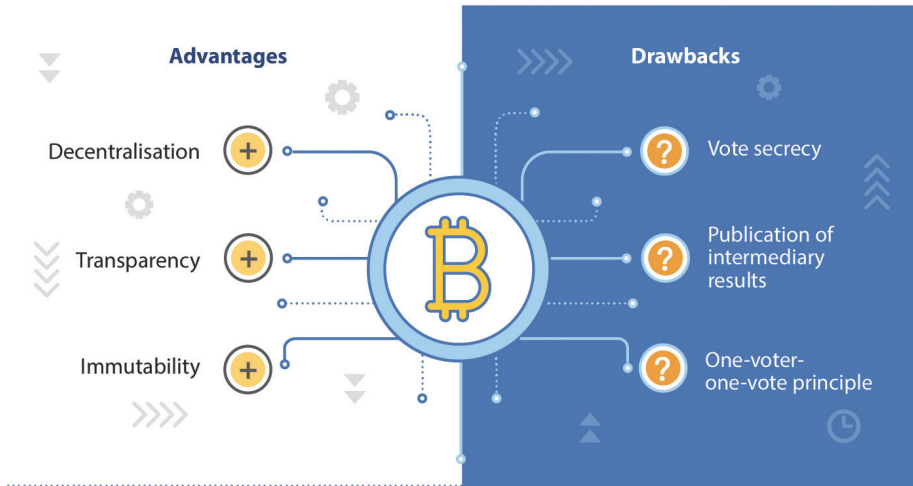 Advantages
Decentralisation
Transparency
Immutability
Drawbacks
Vote secrecy
Publication of
intermediary
results
One-voter-
one-vote principle